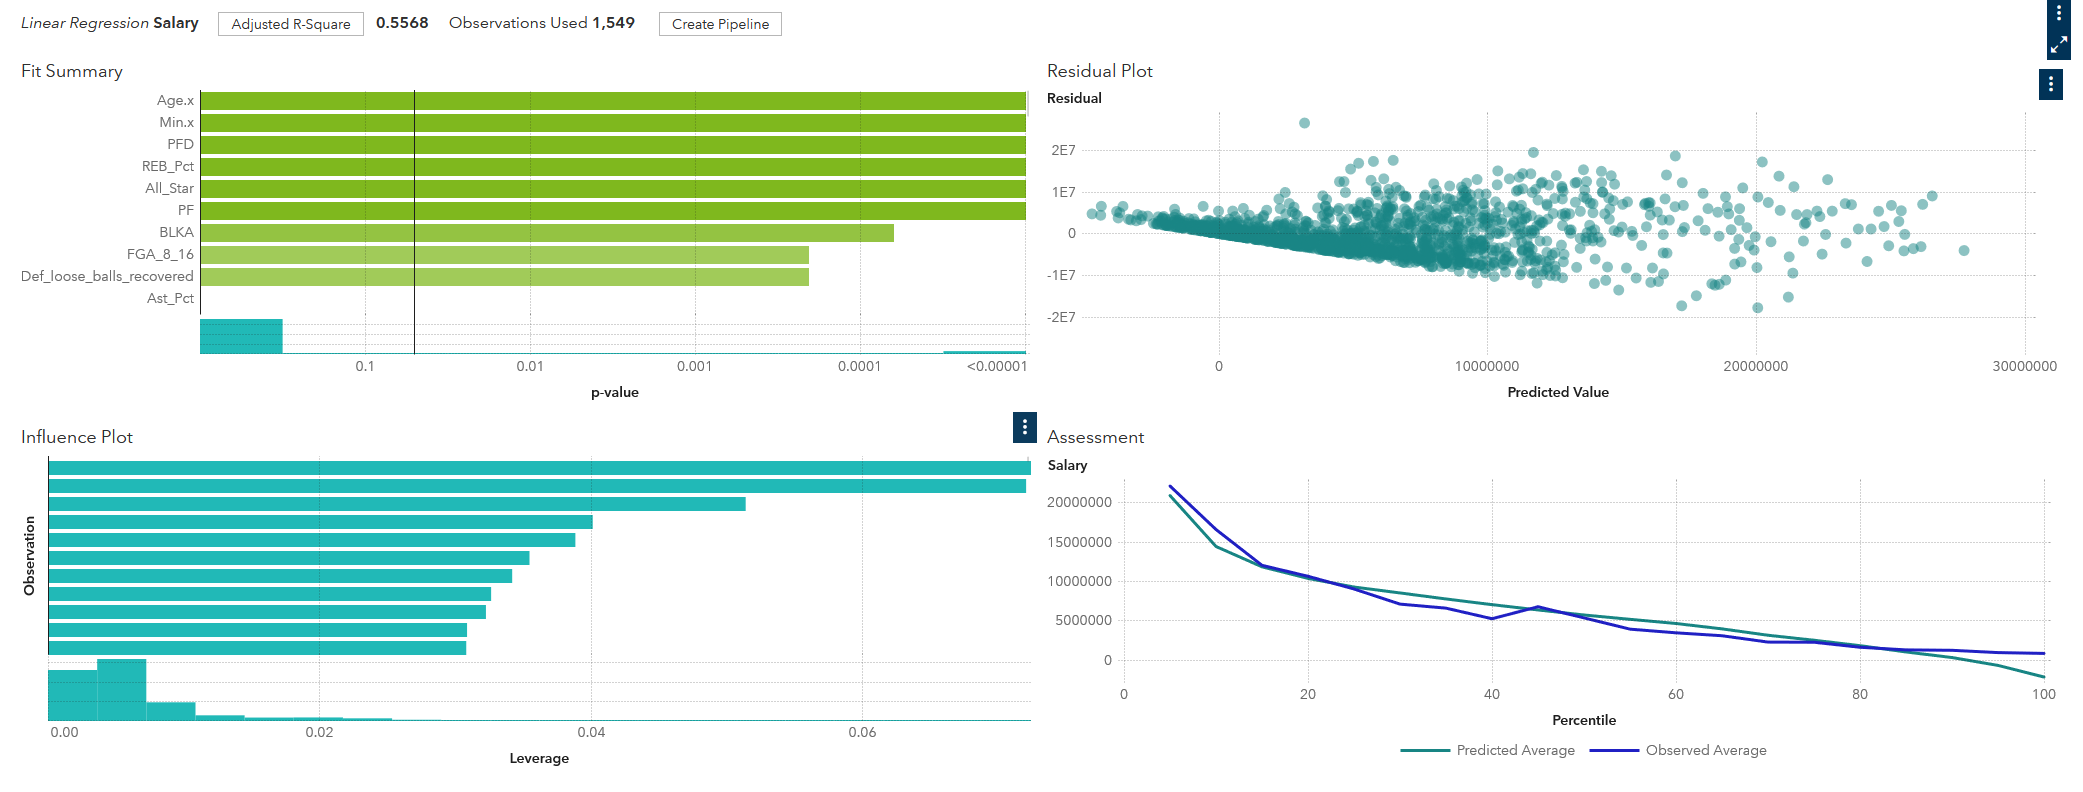 Linear Regression Salary Adjusted R-Square 0.5568 Observations Used 1,549 Create Pipeline
Fit Summary
Age.x
Min.x
PFD
REB_Pct
All_Star
PF
BLKA
FGA_8_16
Def_loose_balls_recovered
Ast_Pct
0.1 0.01 0.001 0.0001 <0.00001
p-value
Residual Plot
Residual
2E7
1E7
0
-1E7
-2E7
0 10000000 20000000 30000000
Predicted Value
Influence Plot
Observation
0.00 0.02 0.04 0.06
Leverage
Assessment
Salary
20000000
15000000
10000000
5000000
0
0 20 40 60 80 100
Percentile
Predicted Average Observed Average